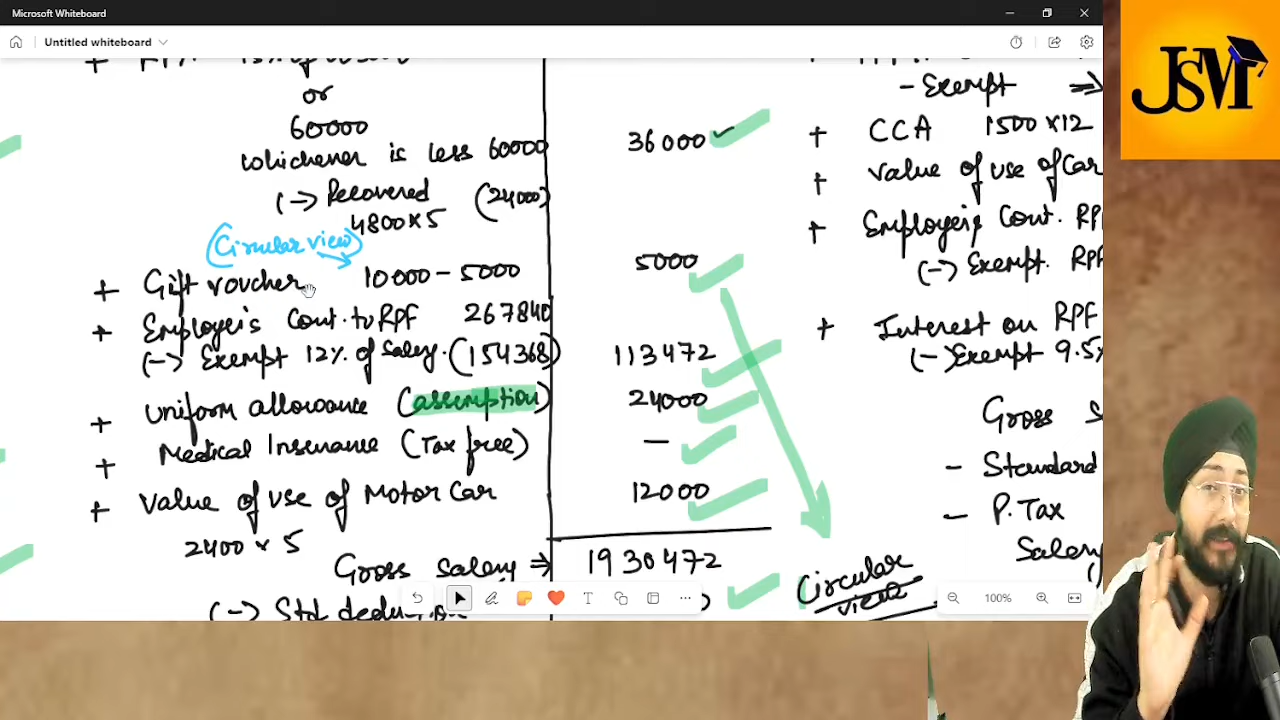 Microsoft Whiteboard
Untitled whiteboard
or
60000
whichever is less 60000 36000
(-) Recovered (24000)
4800x5
(Circular view)
+ Gift voucher 10000 - 5000 5000
+ Employer's Cont. to RPF 267840
(-) Exempt 12% of Salary. (154368) 113472
+ Uniform allowance (assumption) 24000
+ Medical Insurance (Tax free) —
+ Value of use of Motor Car 12000
2400 x 5
Gross Salary → 1930472
(-) Std deduction
- Exempt ⇒
+ CCA 1500 x12
+ Value of use of Car
+ Employer's Cont. RPF
(-) Exempt. RPF
+ Interest on RPF
(-) Exempt 9.5%
Gross S
- Standard
- P. Tax
Salary
Circular
view
100%
JSM